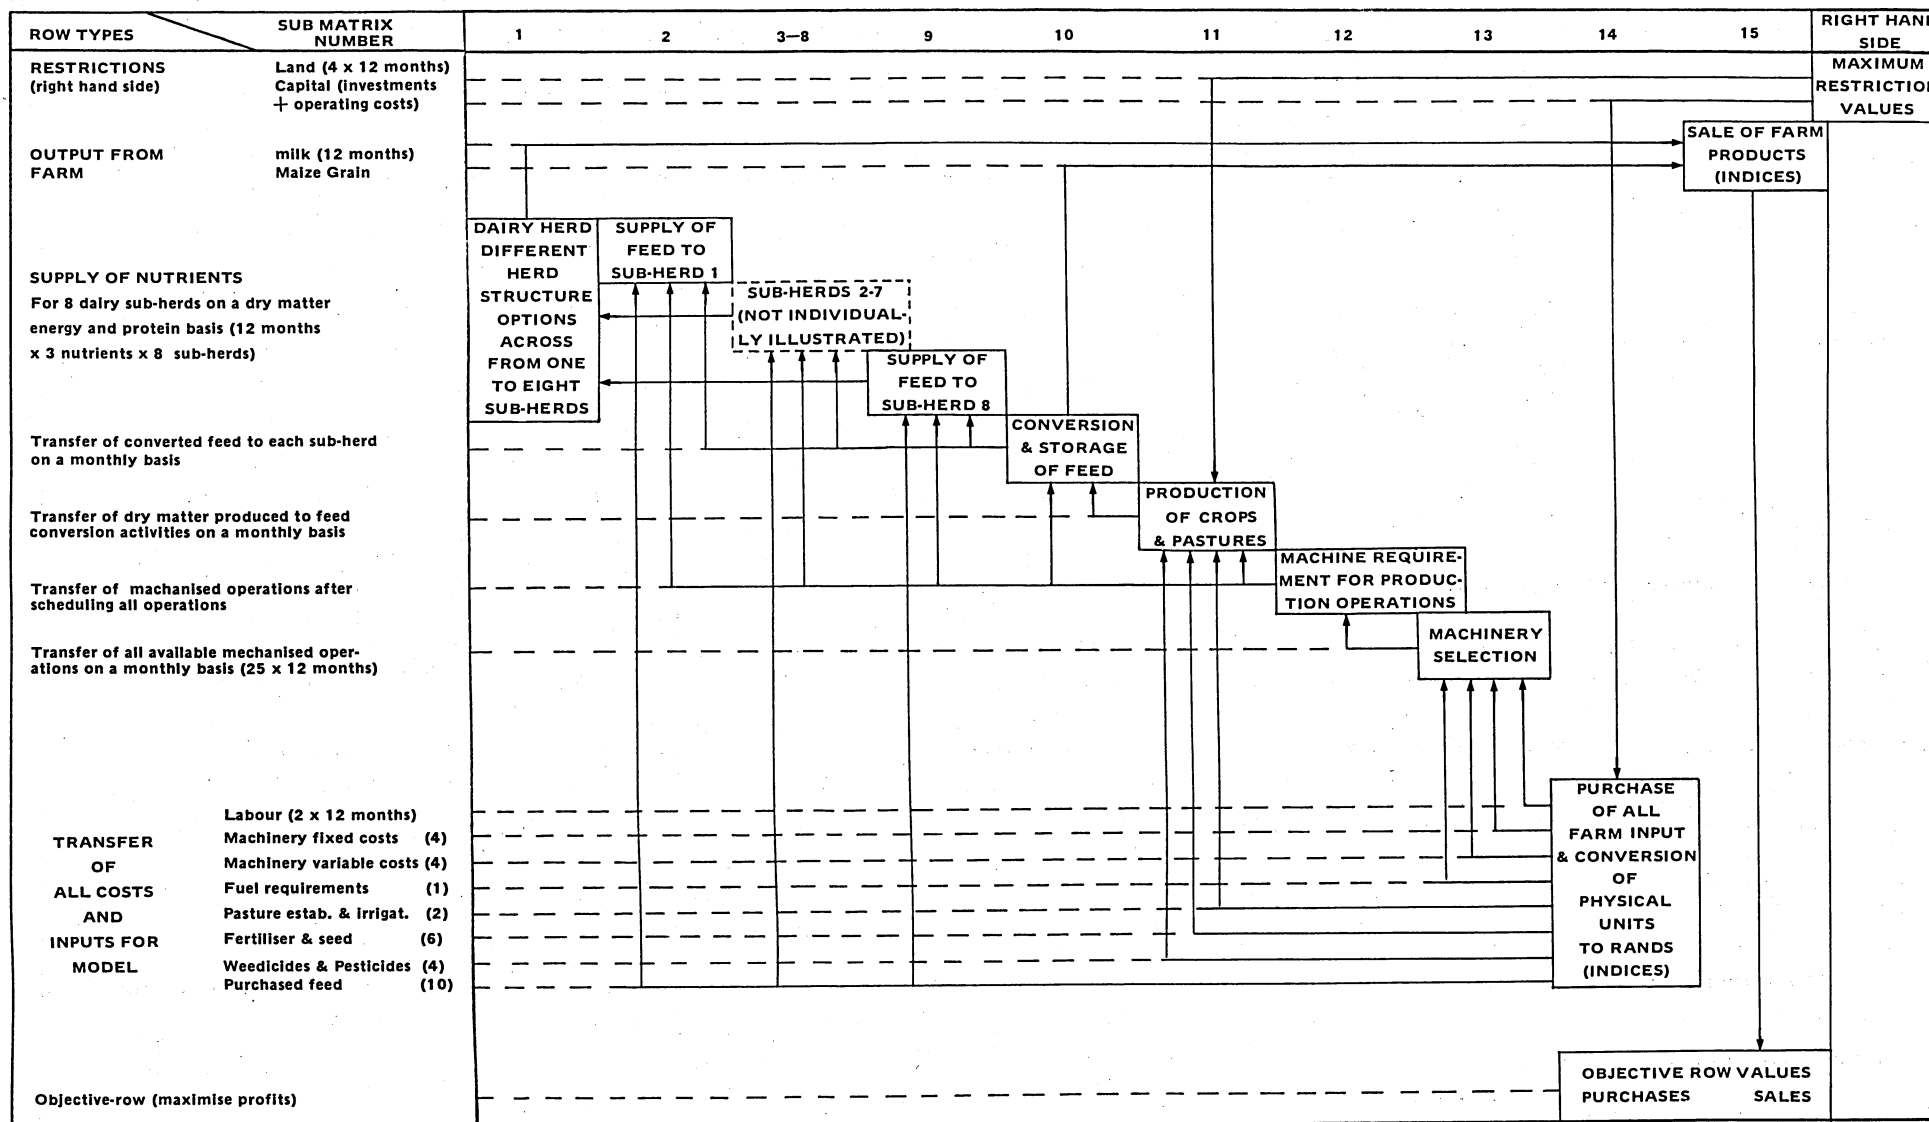 ROW TYPES
SUB MATRIX
NUMBER
1
2
3—8
9
10
11
12
13
14
15
RIGHT HAND
SIDE
RESTRICTIONS
(right hand side)
Land (4 x 12 months)
Capital (investments
+ operating costs)
MAXIMUM
RESTRICTION
VALUES
OUTPUT FROM
FARM
milk (12 months)
Maize Grain
SALE OF FARM
PRODUCTS
(INDICES)
DAIRY HERD
DIFFERENT
HERD
STRUCTURE
OPTIONS
ACROSS
FROM ONE
TO EIGHT
SUB-HERDS
SUPPLY OF
FEED TO
SUB-HERD 1
SUPPLY OF NUTRIENTS
For 8 dairy sub-herds on a dry matter
energy and protein basis (12 months
x 3 nutrients x 8 sub-herds)
SUB-HERDS 2-7
(NOT INDIVIDUAL-
LY ILLUSTRATED)
SUPPLY OF
FEED TO
SUB-HERD 8
Transfer of converted feed to each sub-herd
on a monthly basis
CONVERSION
& STORAGE
OF FEED
Transfer of dry matter produced to feed
conversion activities on a monthly basis
PRODUCTION
OF CROPS
& PASTURES
Transfer of machanised operations after
scheduling all operations
MACHINE REQUIRE-
MENT FOR PRODUC-
TION OPERATIONS
Transfer of all available mechanised oper-
ations on a monthly basis (25 x 12 months)
MACHINERY
SELECTION
TRANSFER
OF
ALL COSTS
AND
INPUTS FOR
MODEL
Labour (2 x 12 months)
Machinery fixed costs (4)
Machinery variable costs (4)
Fuel requirements (1)
Pasture estab. & irrigat. (2)
Fertiliser & seed (6)
Weedicides & Pesticides (4)
Purchased feed (10)
PURCHASE
OF ALL
FARM INPUT
& CONVERSION
OF
PHYSICAL
UNITS
TO RANDS
(INDICES)
Objective-row (maximise profits)
OBJECTIVE ROW VALUES
PURCHASES SALES